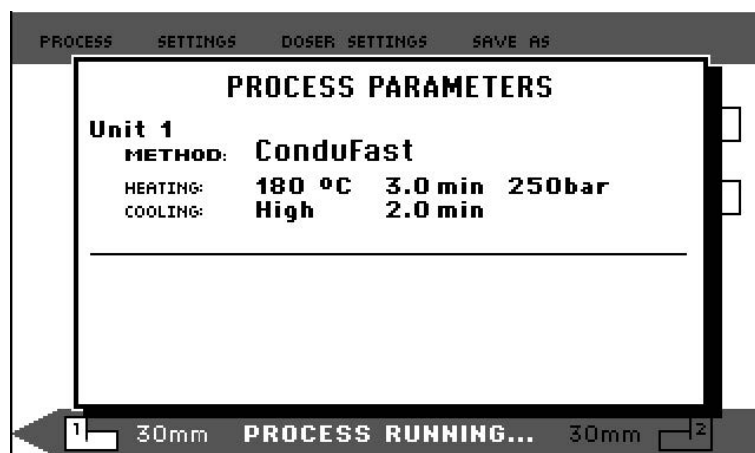 PROCESS SETTINGS DOSER SETTINGS SAVE AS
PROCESS PARAMETERS
Unit 1
METHOD: ConduFast
HEATING: 180 ºC 3.0 min 250bar
COOLING: High 2.0 min
1 30mm PROCESS RUNNING... 30mm 2